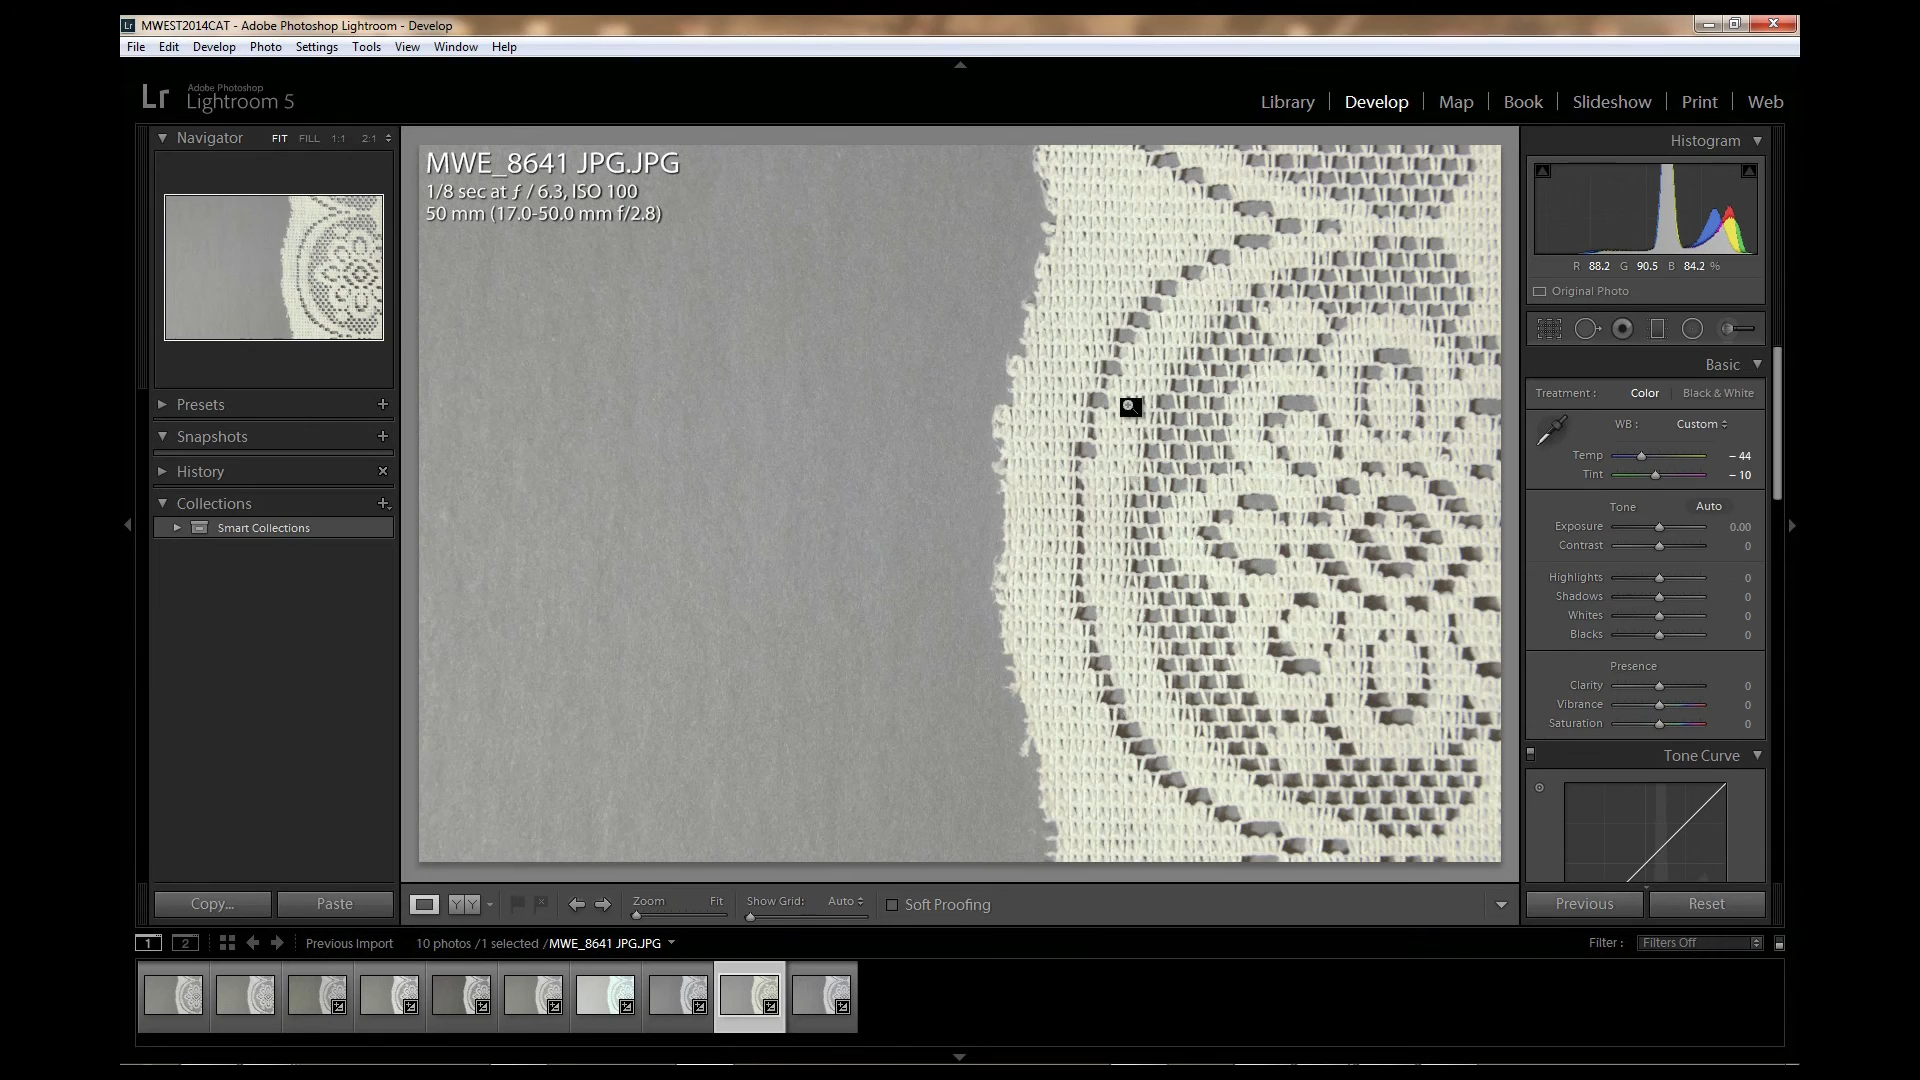 MWEST2014CAT - Adobe Photoshop Lightroom - Develop
File Edit Develop Photo Settings Tools View Window Help
Lr Adobe Photoshop
Lightroom 5
Library Develop Map Book Slideshow Print Web
Navigator FIT FILL 1:1 2:1
MWE_8641 JPG.JPG
1/8 sec at ƒ / 6.3, ISO 100
50 mm (17.0-50.0 mm f/2.8)
Presets
Snapshots
History
Collections
Smart Collections
Copy... Paste
Histogram
R 88.2 G 90.5 B 84.2 %
Original Photo
Basic
Treatment : Color Black & White
WB : Custom
Temp – 44
Tint – 10
Tone Auto
Exposure 0.00
Contrast 0
Highlights 0
Shadows 0
Whites 0
Blacks 0
Presence
Clarity 0
Vibrance 0
Saturation 0
Tone Curve
Previous Reset
Y Y Zoom Fit Show Grid: Auto Soft Proofing
1 2 Previous Import 10 photos / 1 selected / MWE_8641 JPG.JPG Filter : Filters Off